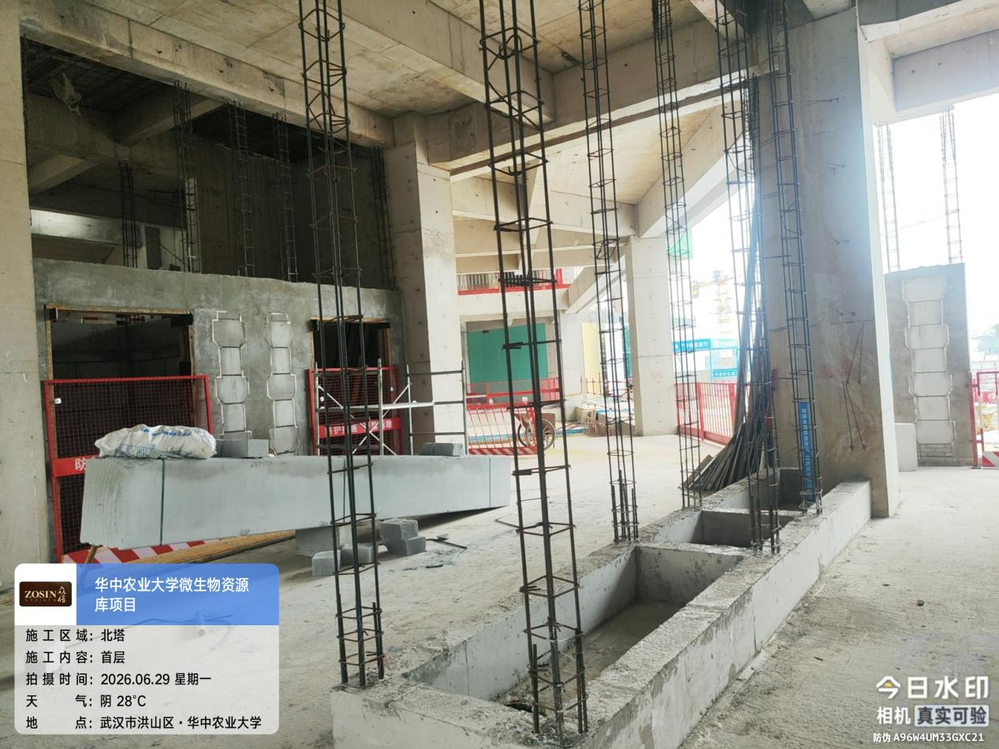 防
ZOSIN 众信
华中农业大学微生物资源
库项目
施工区域：北塔
施工内容：首层
拍摄时间：2026.06.29 星期一
天气：阴 28℃
地点：武汉市洪山区·华中农业大学
今日水印
相机 真实可验
防伪 A96W4UM33GXC21